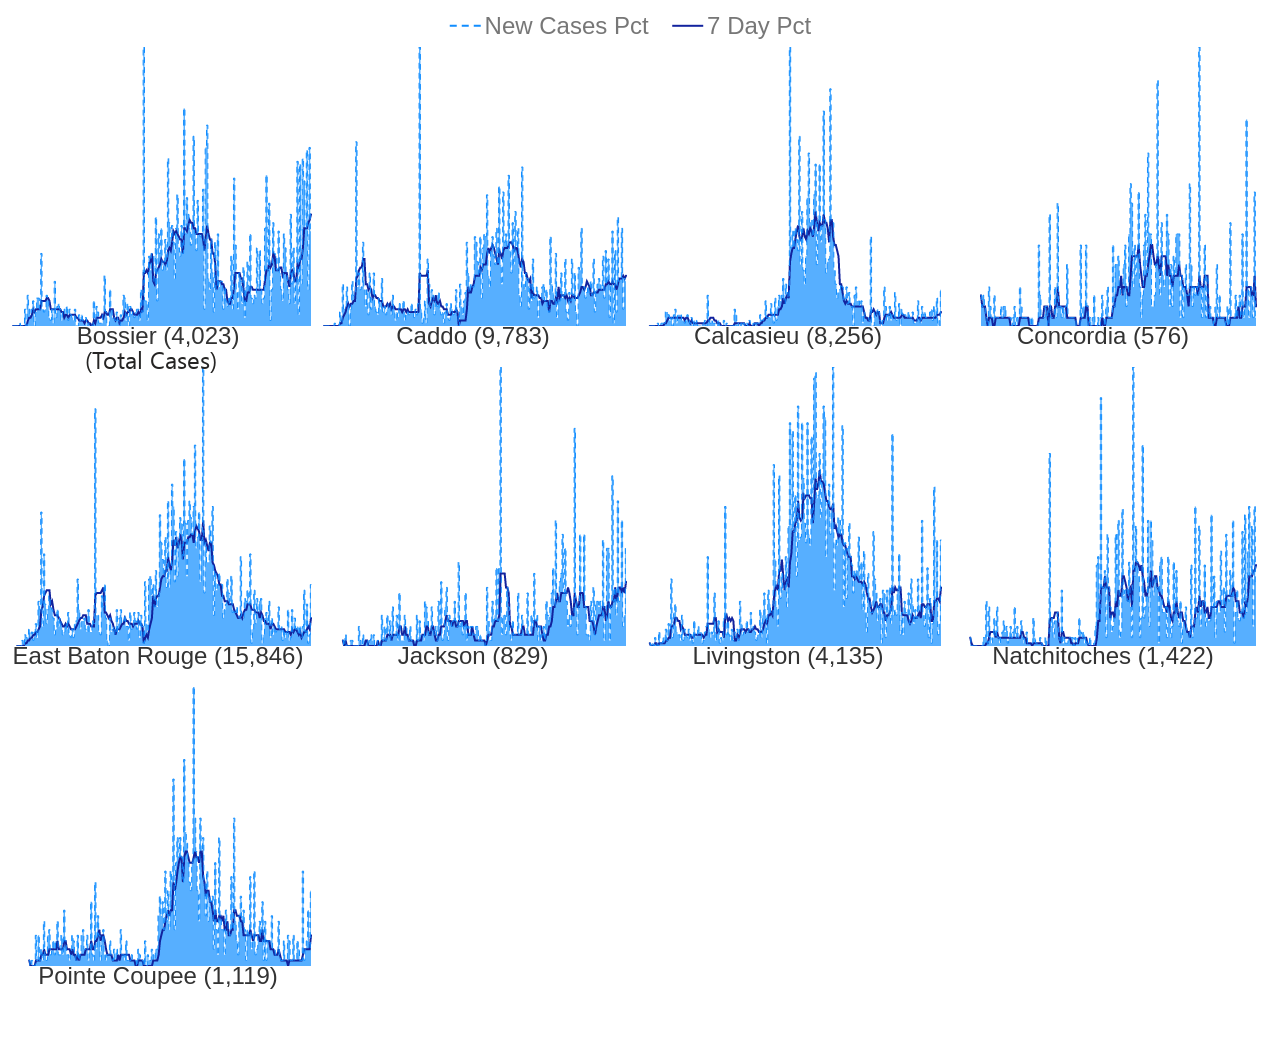 New Cases Pct 7 Day Pct
Bossier (4,023) Caddo (9,783) Calcasieu (8,256) Concordia (576)
(Total Cases)
East Baton Rouge (15,846) Jackson (829) Livingston (4,135) Natchitoches (1,422)
Pointe Coupee (1,119)